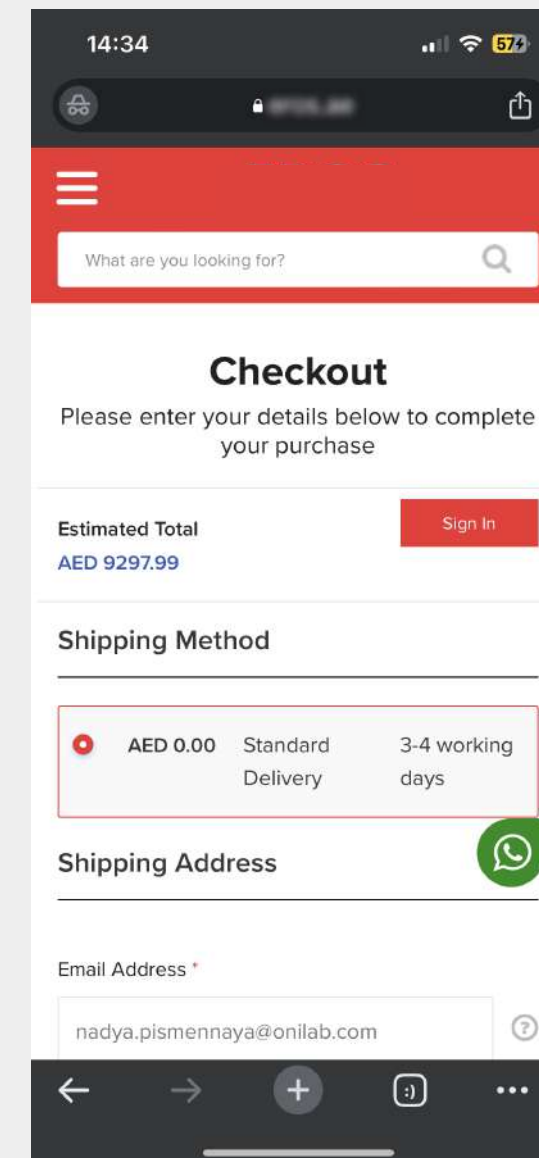 14:34
57
What are you looking for?
Checkout
Please enter your details below to complete
your purchase
Estimated Total
Sign In
AED 9297.99
Shipping Method
AED 0.00 Standard Delivery 3-4 working days
Shipping Address
Email Address *
nadya.pismennaya@onilab.com
?
:)